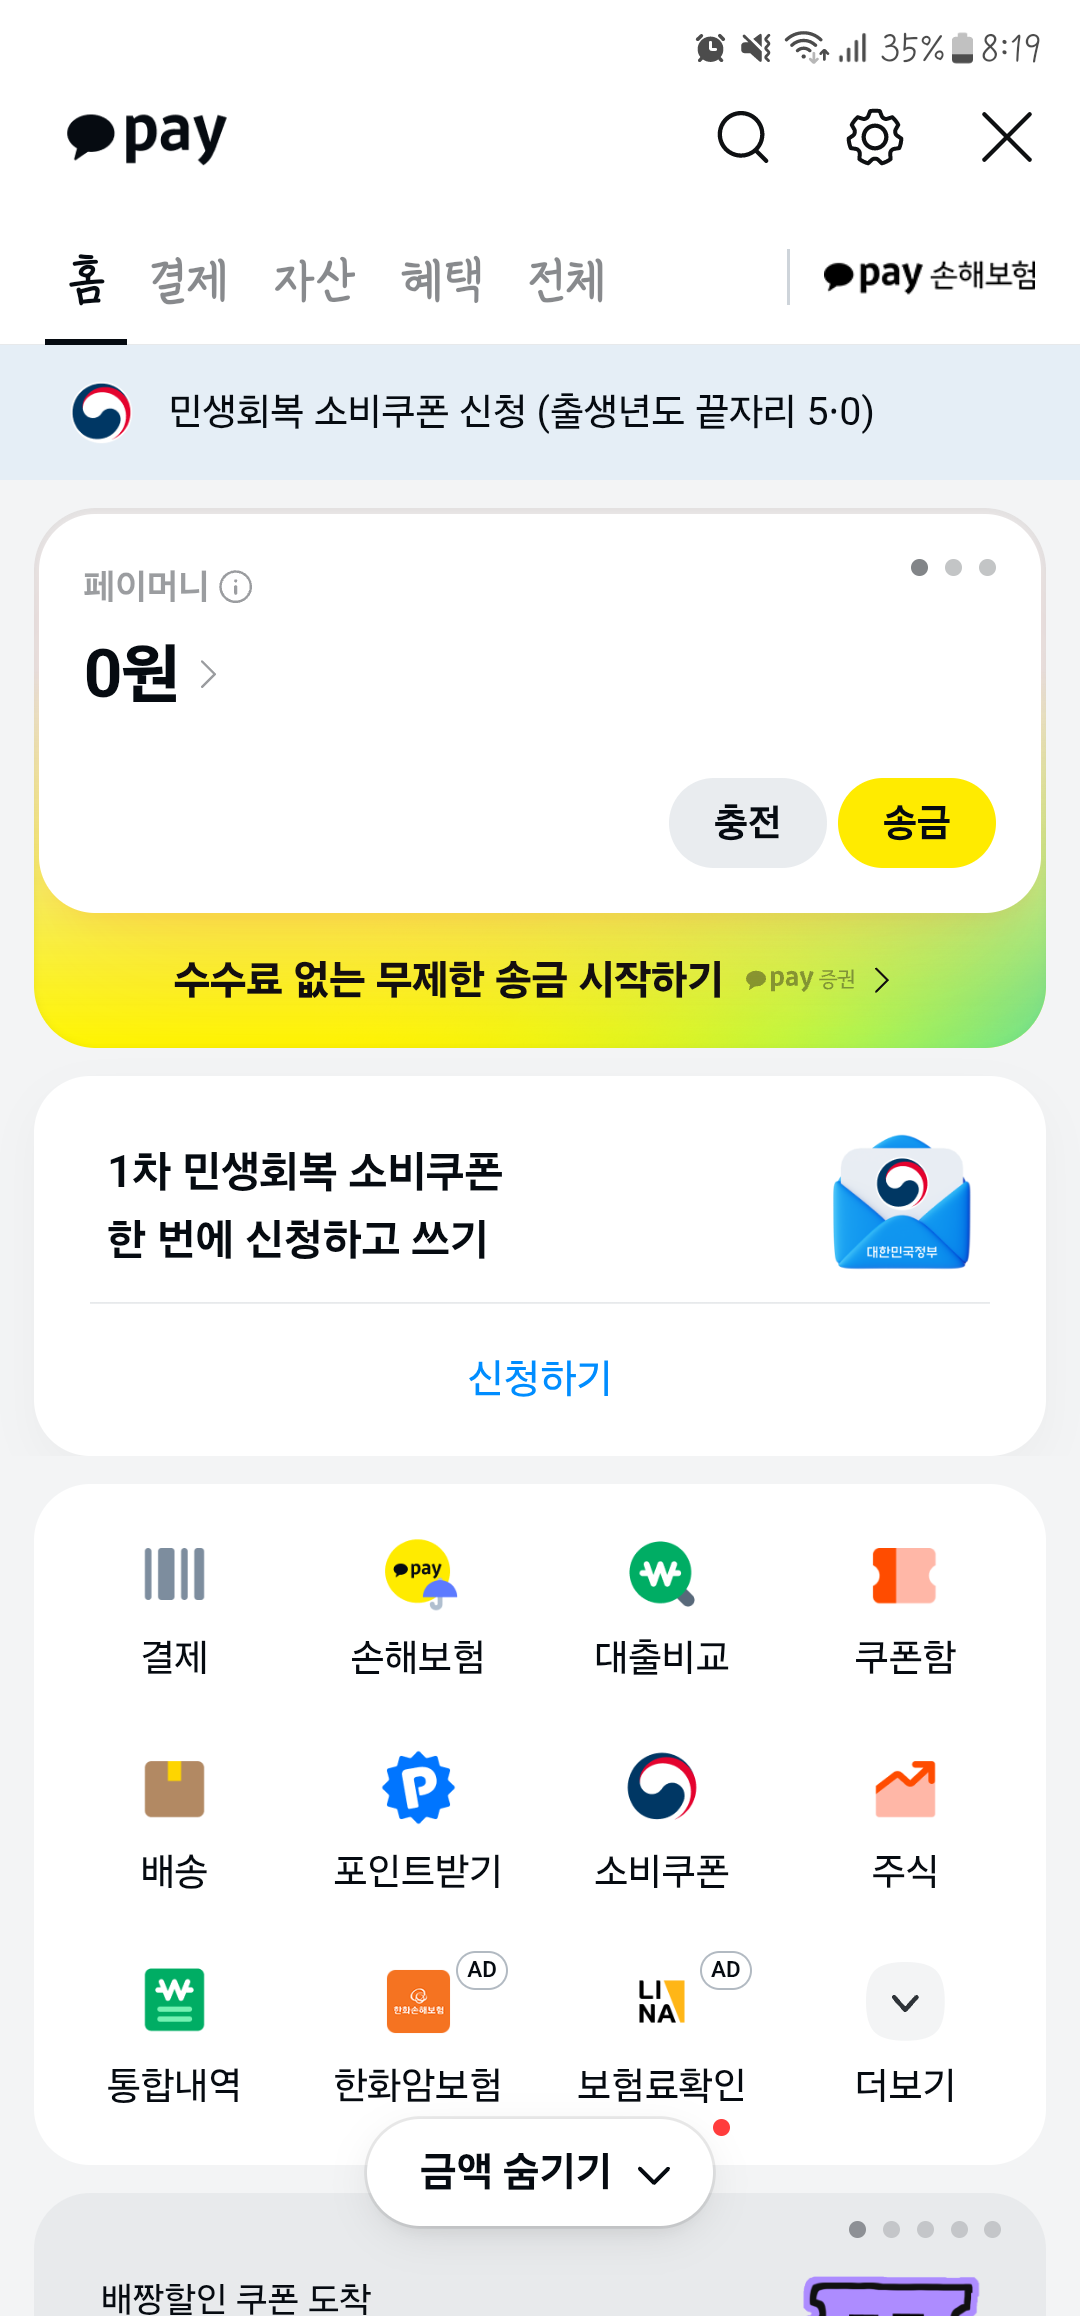 35% 8:19
pay
홈 결제 자산 혜택 전체 pay 손해보험
민생회복 소비쿠폰 신청 (출생년도 끝자리 5·0)
페이머니
0원
충전 송금
수수료 없는 무제한 송금 시작하기 pay 증권
1차 민생회복 소비쿠폰
한 번에 신청하고 쓰기
대한민국정부
신청하기
pay
결제 손해보험 대출비교 쿠폰함
P
배송 포인트받기 소비쿠폰 주식
AD AD
한화손해보험 LINA
통합내역 한화암보험 보험료확인 더보기
금액 숨기기
배짱할인 쿠폰 도착